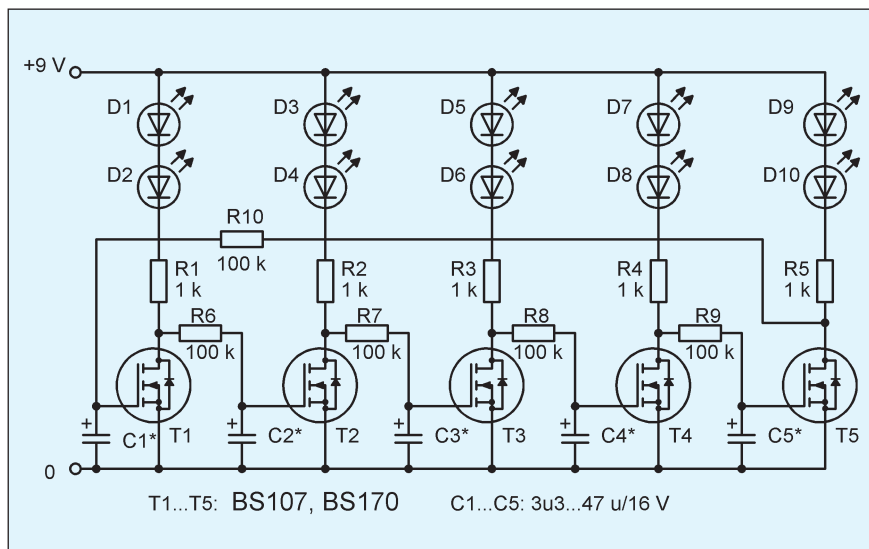 +9 V
D1
D3
D5
D7
D9
D2
D4
D6
D8
D10
R10
100 k
R1
1 k
R2
1 k
R3
1 k
R4
1 k
R5
1 k
R6
100 k
R7
100 k
R8
100 k
R9
100 k
+
C1*
T1
+
C2*
T2
+
C3*
T3
+
C4*
T4
+
C5*
T5
0
T1...T5: BS107, BS170
C1...C5: 3u3...47 u/16 V